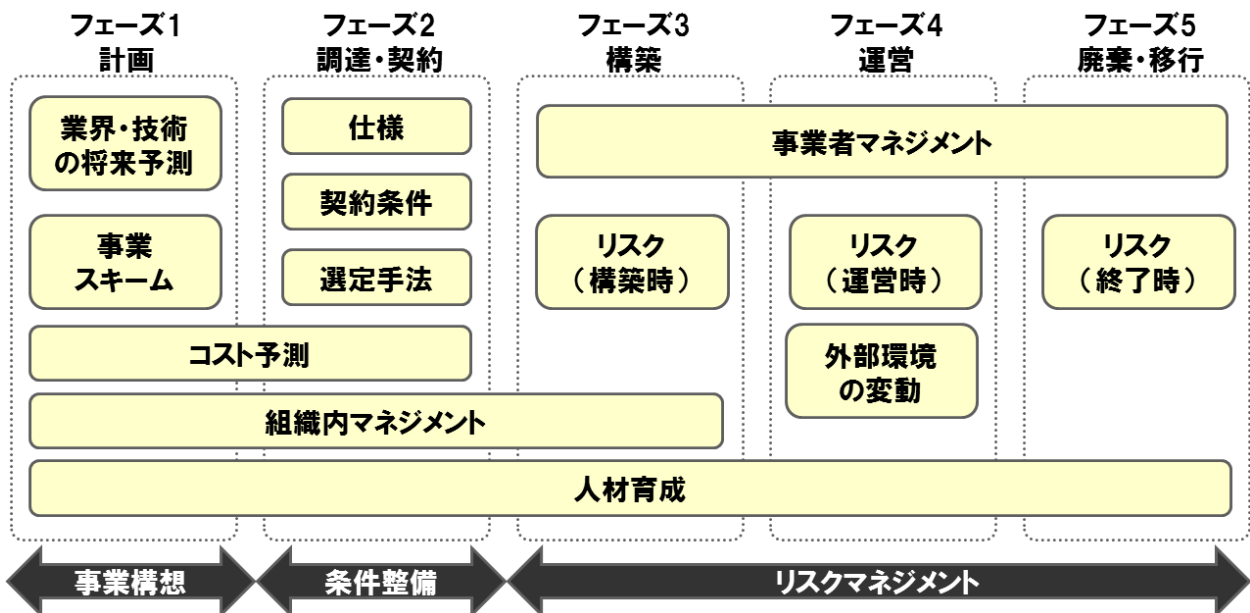 フェーズ1
計画
フェーズ2
調達・契約
フェーズ3
構築
フェーズ4
運営
フェーズ5
廃棄・移行
業界・技術
の将来予測
仕様
事業者マネジメント
契約条件
事業
スキーム
選定手法
リスク
（構築時）
リスク
（運営時）
リスク
（終了時）
コスト予測
外部環境
の変動
組織内マネジメント
人材育成
事業構想
条件整備
リスクマネジメント